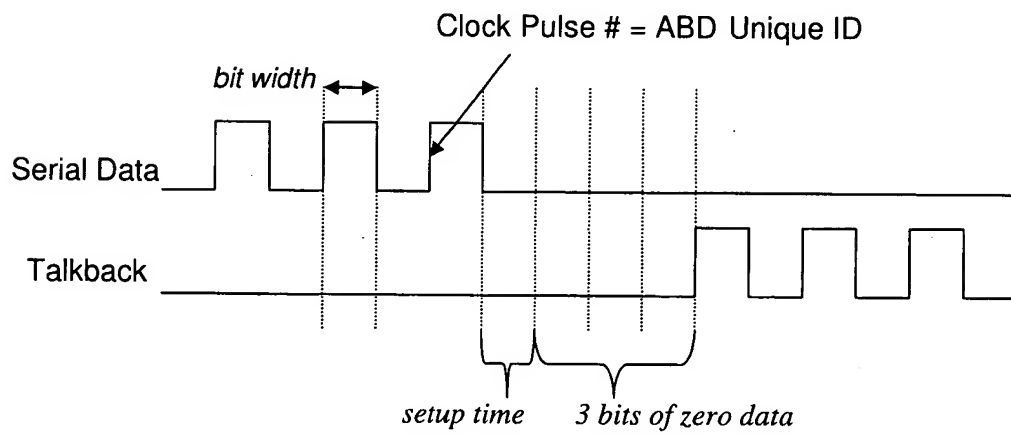 Clock Pulse # = ABD Unique ID
bit width
Serial Data
Talkback
setup time
3 bits of zero data